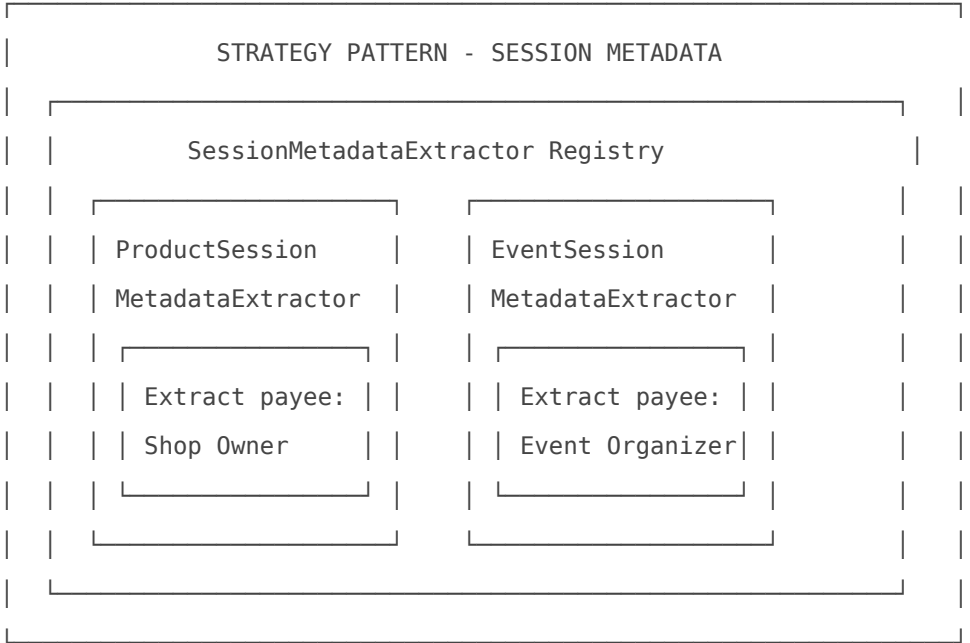 STRATEGY PATTERN - SESSION METADATA
SessionMetadataExtractor Registry
ProductSession EventSession
MetadataExtractor MetadataExtractor
Extract payee: Extract payee:
Shop Owner Event Organizer